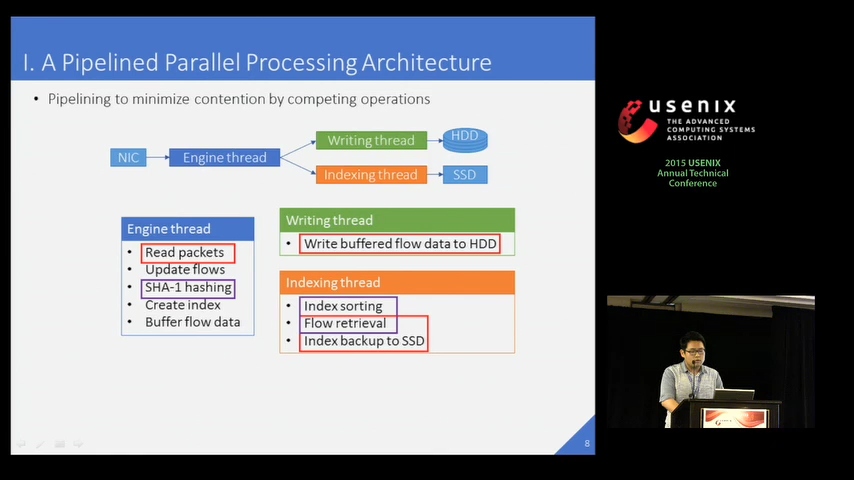 I. A Pipelined Parallel Processing Architecture
• Pipelining to minimize contention by competing operations
NIC
Engine thread
Writing thread
HDD
Indexing thread
SSD
Engine thread
• Read packets
• Update flows
• SHA-1 hashing
• Create index
• Buffer flow data
Writing thread
• Write buffered flow data to HDD
Indexing thread
• Index sorting
• Flow retrieval
• Index backup to SSD
8
usenix
THE ADVANCED
COMPUTING SYSTEMS
ASSOCIATION
2015 USENIX
Annual Technical
Conference